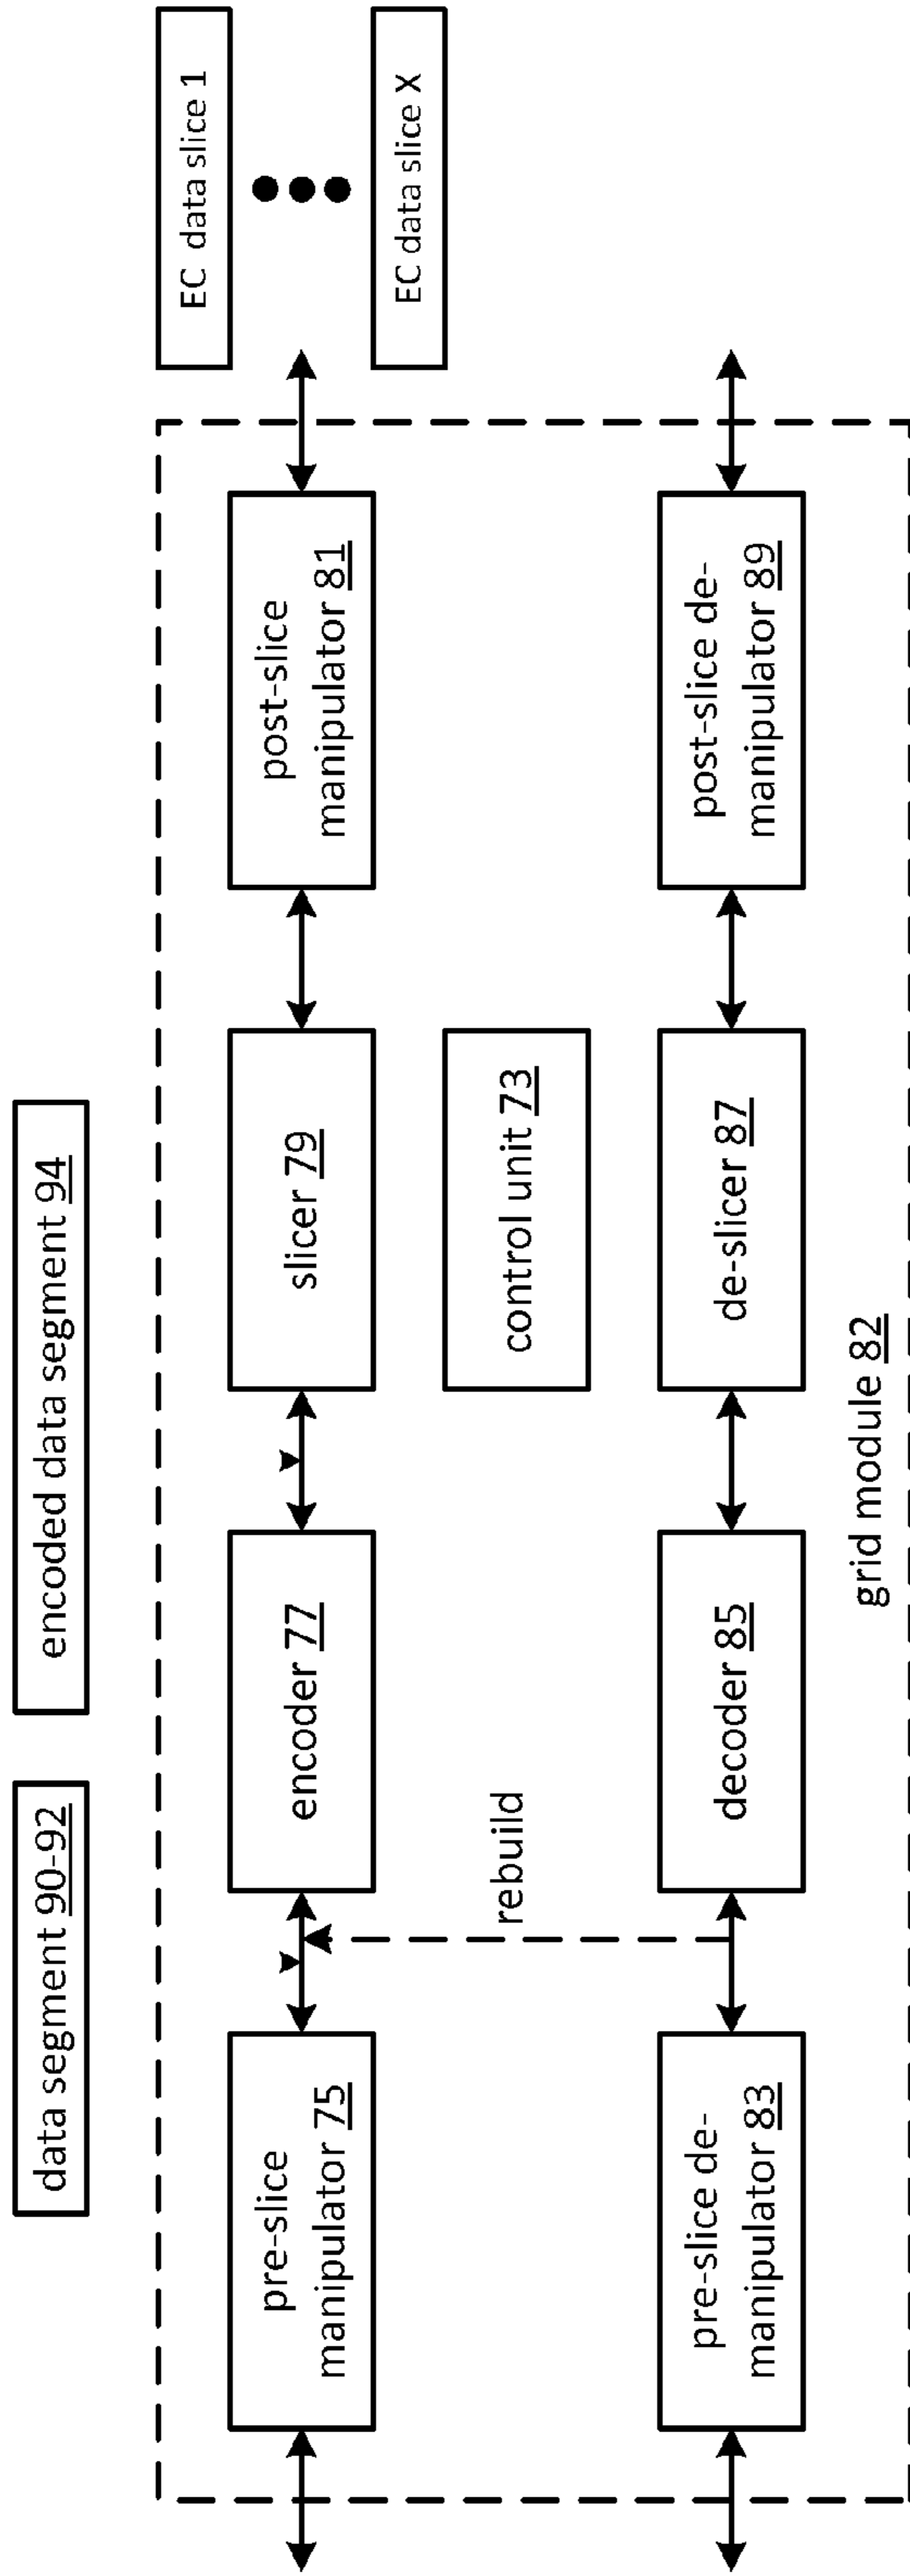 data segment 90-92
encoded data segment 94
EC data slice 1
EC data slice X
pre-slice
manipulator 75
encoder 77
slicer 79
post-slice
manipulator 81
rebuild
control unit 73
pre-slice de-
manipulator 83
decoder 85
de-slicer 87
post-slice de-
manipulator 89
grid module 82